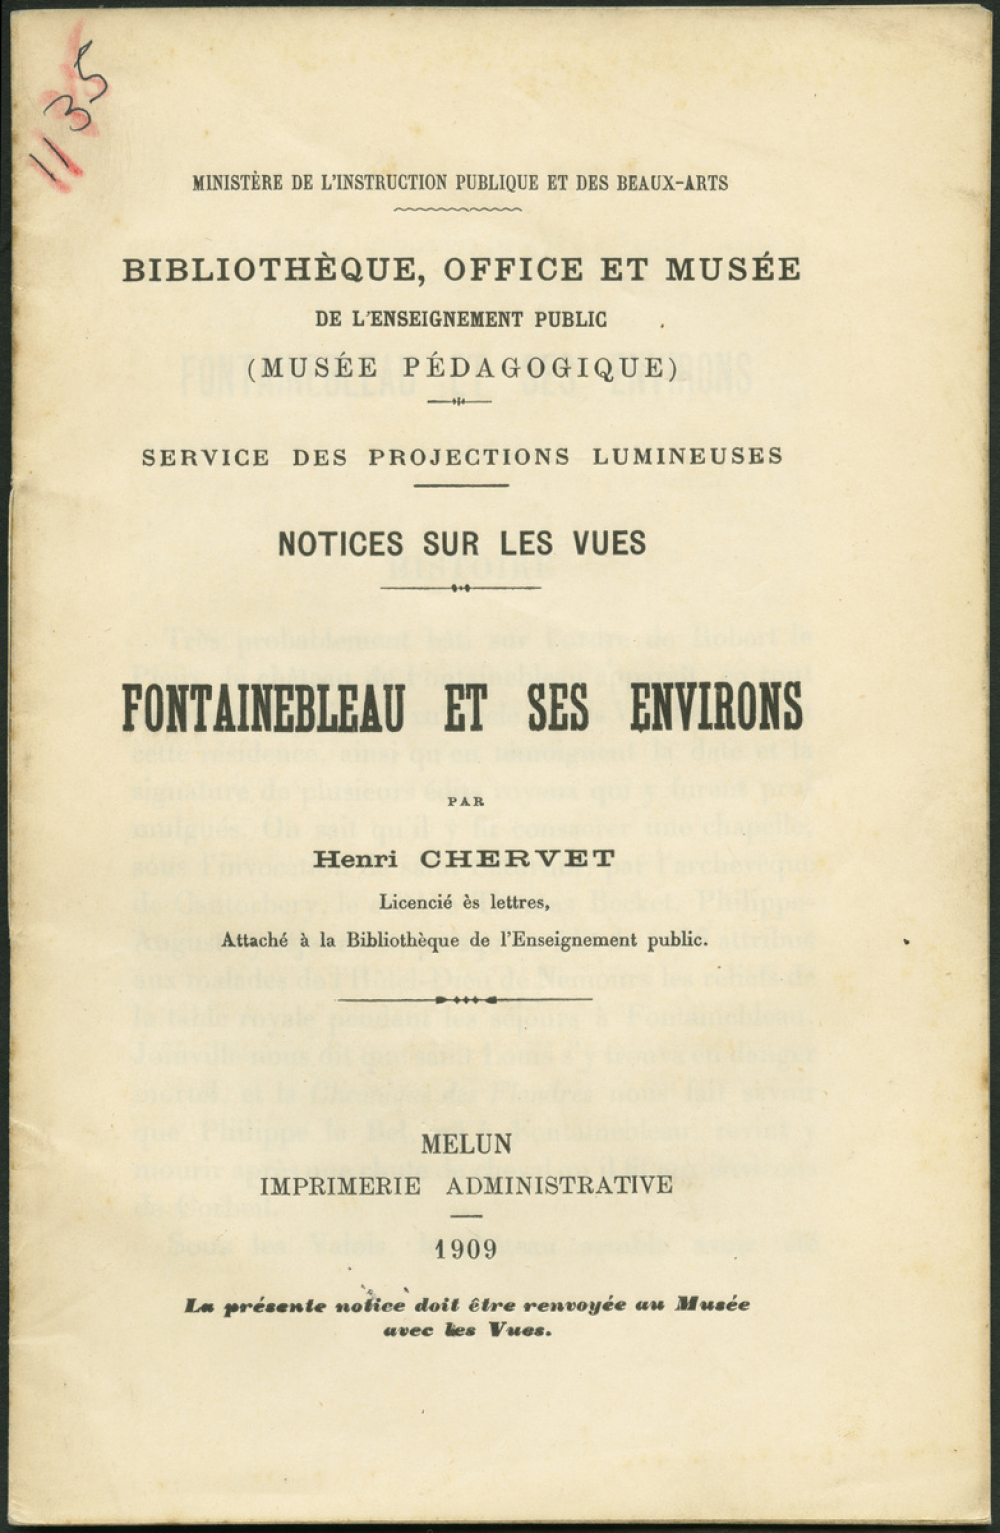 1135
MINISTÈRE DE L'INSTRUCTION PUBLIQUE ET DES BEAUX-ARTS
BIBLIOTHÈQUE, OFFICE ET MUSÉE
DE L'ENSEIGNEMENT PUBLIC
(MUSÉE PÉDAGOGIQUE)
SERVICE DES PROJECTIONS LUMINEUSES
NOTICES SUR LES VUES
FONTAINEBLEAU ET SES ENVIRONS
PAR
Henri CHERVET
Licencié ès lettres,
Attaché à la Bibliothèque de l'Enseignement public.
MELUN
IMPRIMERIE ADMINISTRATIVE
1909
La présente notice doit être renvoyée au Musée
avec les Vues.